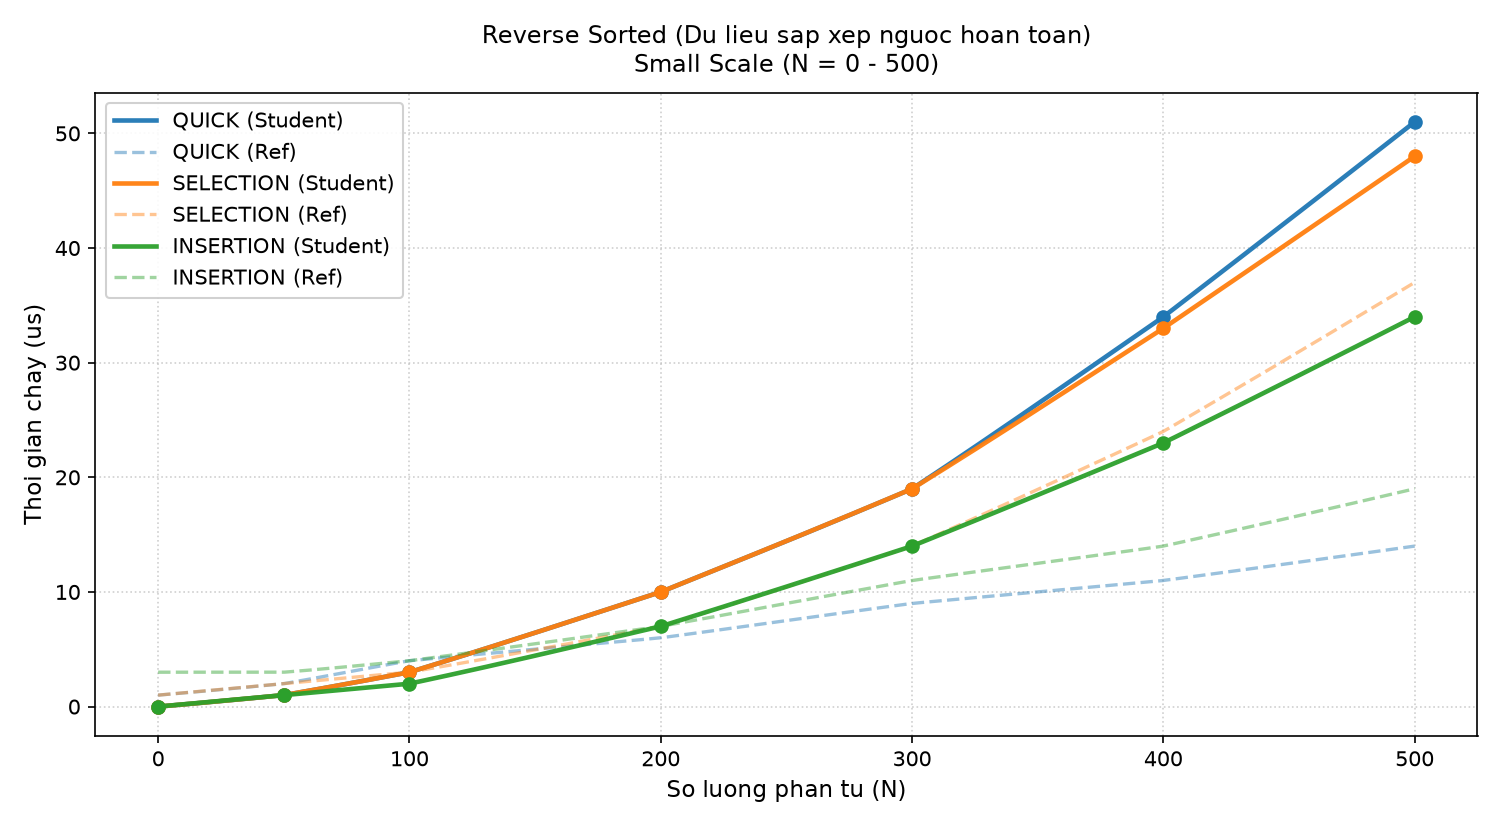 Reverse Sorted (Du lieu sap xep nguoc hoan toan)
Small Scale (N = 0 - 500)
QUICK (Student)
QUICK (Ref)
SELECTION (Student)
SELECTION (Ref)
INSERTION (Student)
INSERTION (Ref)
Thoi gian chay (us)
50
40
30
20
10
0
0 100 200 300 400 500
So luong phan tu (N)